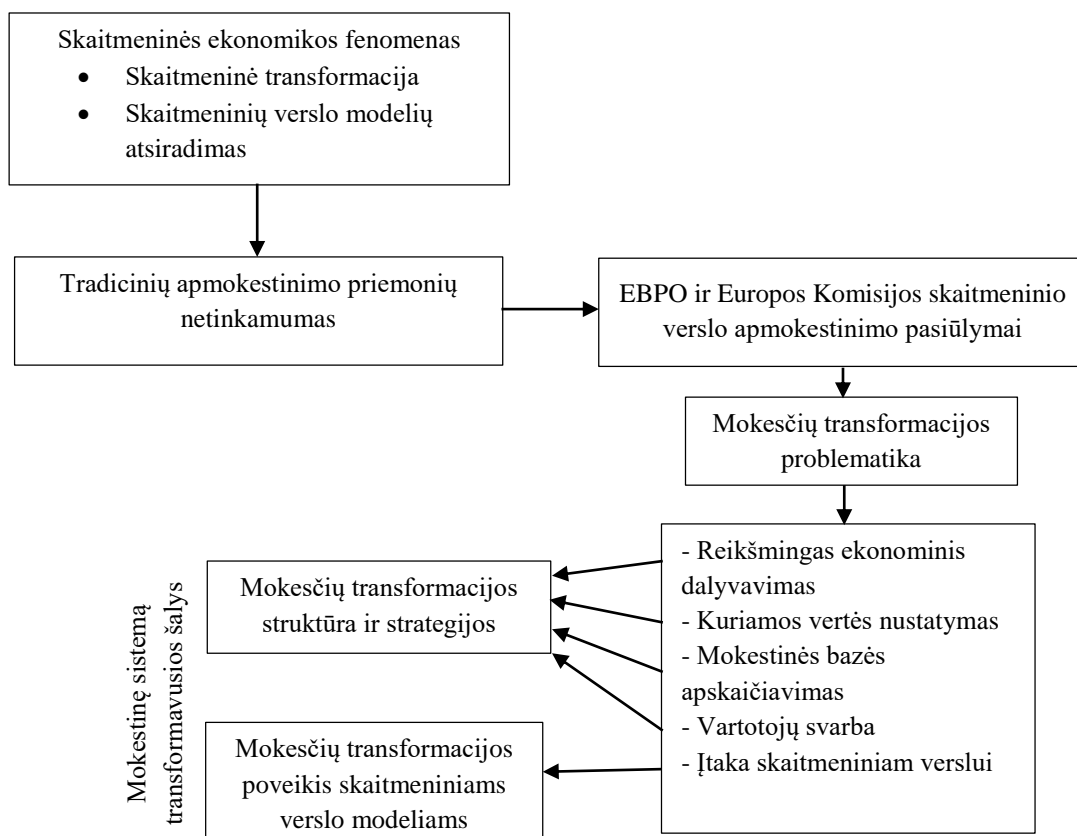 Skaitmeninės ekonomikos fenomenas
• Skaitmeninė transformacija
• Skaitmeninių verslo modelių
atsiradimas
Tradicinių apmokestinimo priemonių
netinkamumas
EBPO ir Europos Komisijos skaitmeninio
verslo apmokestinimo pasiūlymai
Mokesčių transformacijos
problematika
- Reikšmingas ekonominis
dalyvavimas
- Kuriamos vertės nustatymas
- Mokestinės bazės
apskaičiavimas
- Vartotojų svarba
- Įtaka skaitmeniniam verslui
Mokestinę sistemą
transformavusios šalys
Mokesčių transformacijos
struktūra ir strategijos
Mokesčių transformacijos
poveikis skaitmeniniams
verslo modeliams